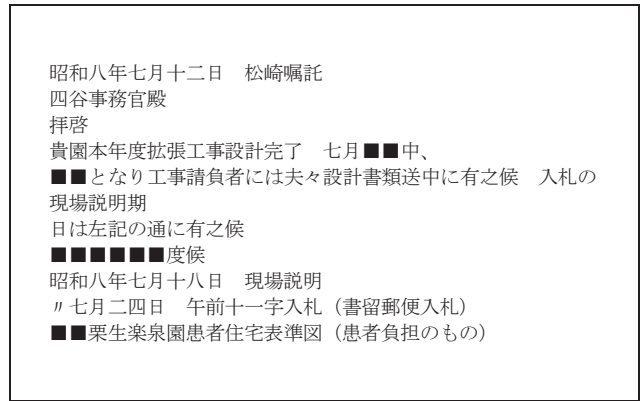 昭和八年七月十二日　松崎嘱託
四谷事務官殿
拝啓
貴園本年度拡張工事設計完了　七月■■中、
■■となり工事請負者には夫々設計書類送中に有之候　入札の
現場説明期
日は左記の通に有之候
■■■■■■度候
昭和八年七月十八日　現場説明
〃七月二四日　午前十一字入札（書留郵便入札）
■■栗生楽泉園患者住宅表準図（患者負担のもの）